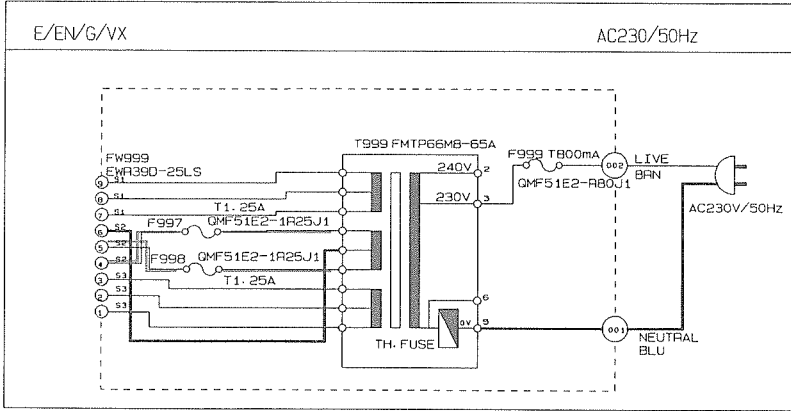 E/EN/G/VX
AC230/50Hz
T999 FMTP66M8-65A
FW999
EWR39D-25LS
F999 T800mA
002
LIVE
BRN
QMF51E2-R80J1
AC230V/50Hz
240V 2
230V 3
9 S1
8 S1
7 S1
T1.25A
F997 QMF51E2-1R25J1
6 S2
5 S2
F998 QMF51E2-1R25J1
4 S2
T1.25A
3 S3
2 S3
1 S3
6
0V 9
TH. FUSE
001
NEUTRAL
BLU